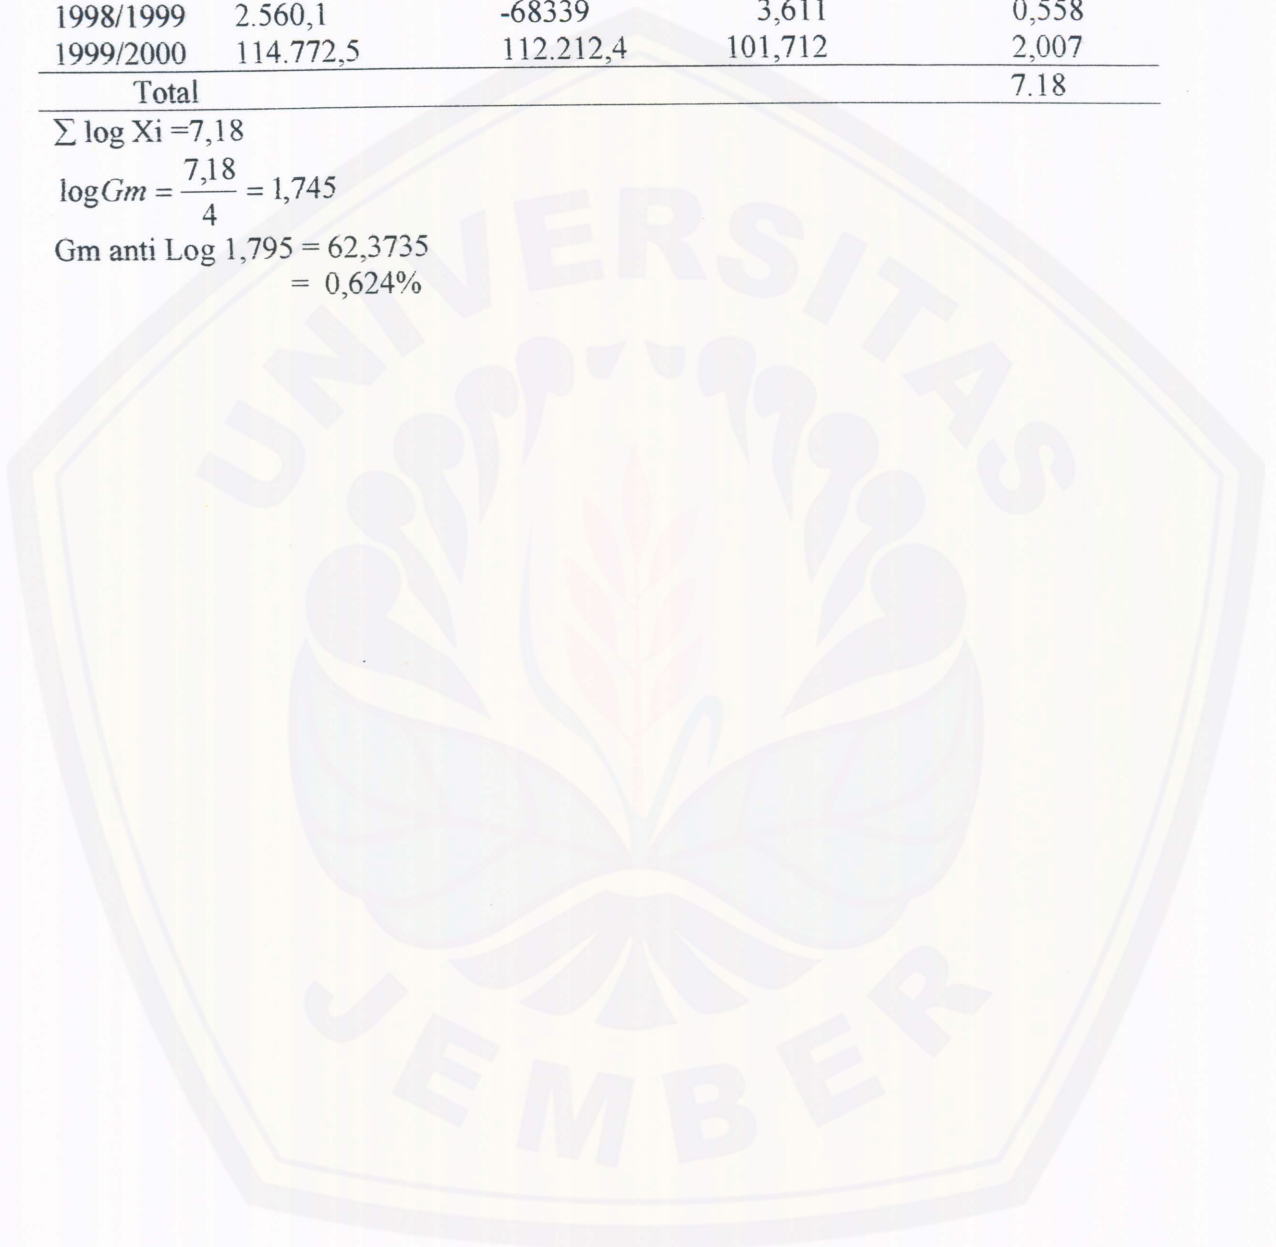 1998/1999 2.560,1 -68339 3,611 0,558
1999/2000 114.772,5 112.212,4 101,712 2,007
Total 7.18
∑ log Xi =7,18
log Gm = 7,18 / 4 = 1,745
Gm anti Log 1,795 = 62,3735
= 0,624%
UNIVERSITAS
JEMBER